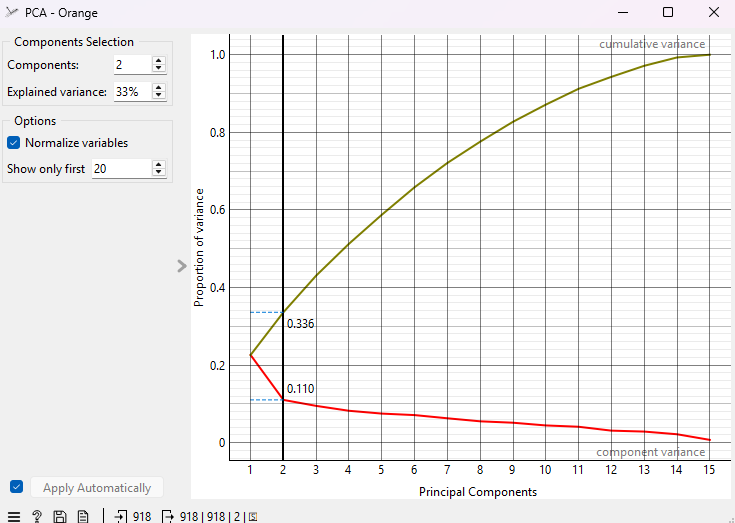 PCA - Orange
Components Selection
Components: 2
Explained variance: 33%
Options
Normalize variables
Show only first 20
Apply Automatically
cumulative variance
1.0
0.8
0.6
0.4
0.2
0
Proportion of variance
0.336
0.110
component variance
1 2 3 4 5 6 7 8 9 10 11 12 13 14 15
Principal Components
? 918 918 | 918 | 2 |